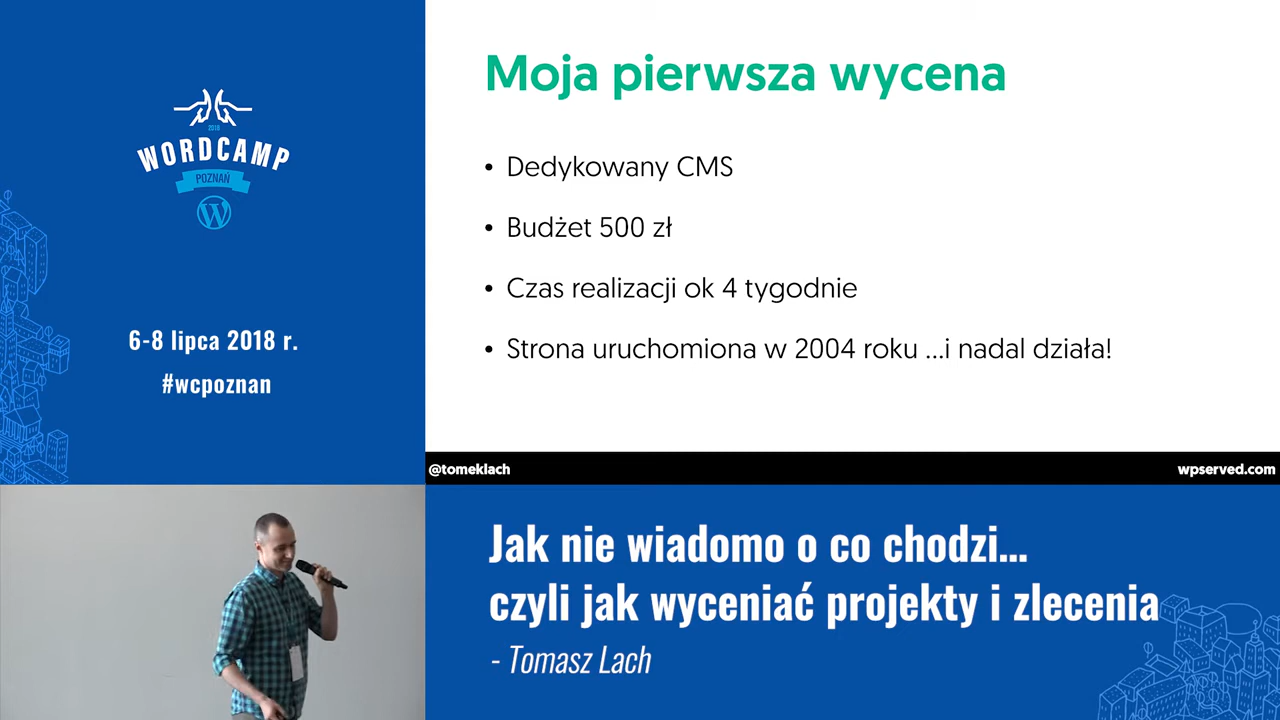 2018
WORDCAMP
POZNAŃ
6-8 lipca 2018 r.
#wcpoznan
Moja pierwsza wycena
• Dedykowany CMS
• Budżet 500 zł
• Czas realizacji ok 4 tygodnie
• Strona uruchomiona w 2004 roku ...i nadal działa!
@tomeklach
wpserved.com
Jak nie wiadomo o co chodzi...
czyli jak wyceniać projekty i zlecenia
- Tomasz Lach